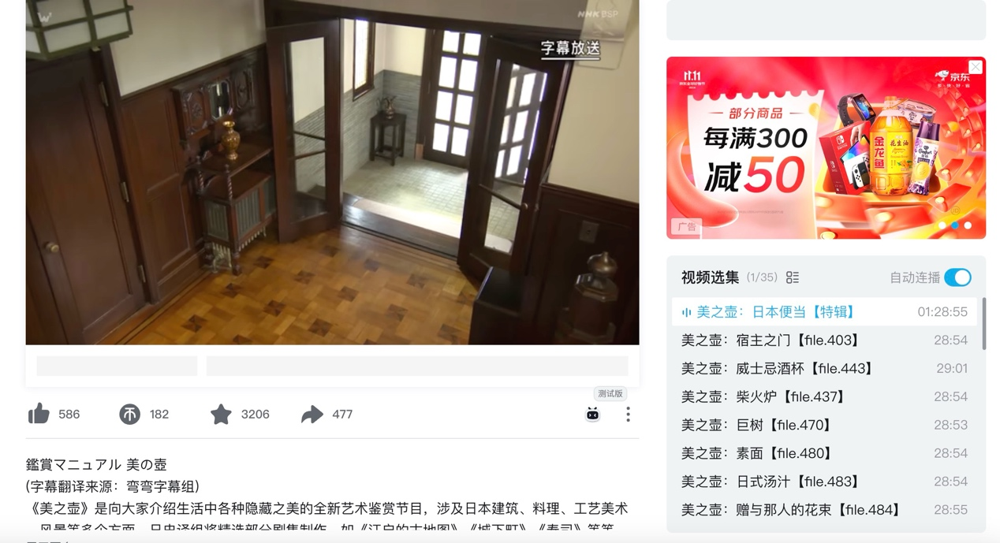 NHK BSP
字幕放送
586
182
3206
477
测试版
鑑賞マニュアル 美の壺
(字幕翻译来源：弯弯字幕组)
《美之壶》是向大家介绍生活中各种隐藏之美的全新艺术鉴赏节目，涉及日本建筑、料理、工艺美术
11.11
京东
部分商品
每满300
减50
金龙鱼
花生油
广告
视频选集 (1/35) 自动连播
美之壶：日本便当【特辑】 01:28:55
美之壶：宿主之门【file.403】 28:54
美之壶：威士忌酒杯【file.443】 29:01
美之壶：柴火炉【file.437】 28:54
美之壶：巨树【file.470】 28:53
美之壶：素面【file.480】 28:54
美之壶：日式汤汁【file.483】 28:54
美之壶：赠与那人的花束【file.484】 28:55